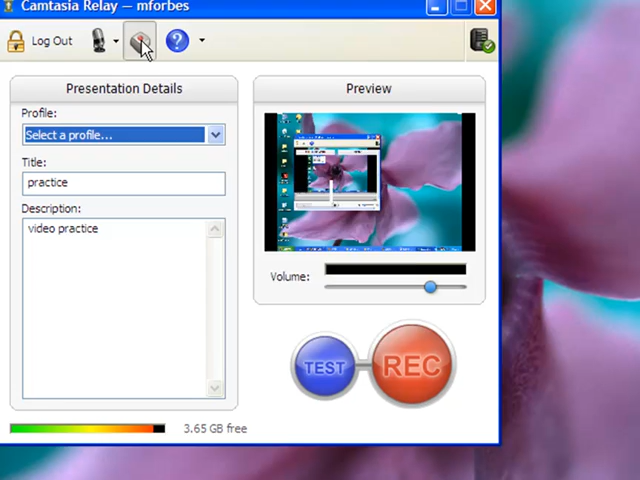 Camtasia Relay — mforbes
Log Out
?
Presentation Details
Profile:
Select a profile...
Title:
practice
Description:
video practice
Preview
Volume:
TEST
REC
3.65 GB free